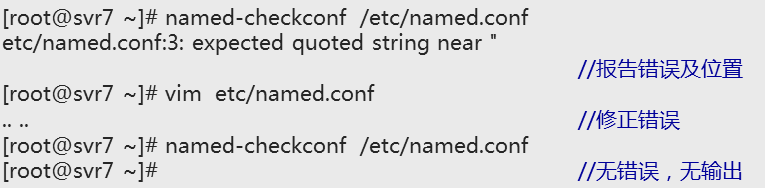 [root@svr7 ~]# named-checkconf  /etc/named.conf
etc/named.conf:3: expected quoted string near "
//报告错误及位置
[root@svr7 ~]# vim  etc/named.conf
.. ..  //修正错误
[root@svr7 ~]# named-checkconf  /etc/named.conf
[root@svr7 ~]#  //无错误，无输出